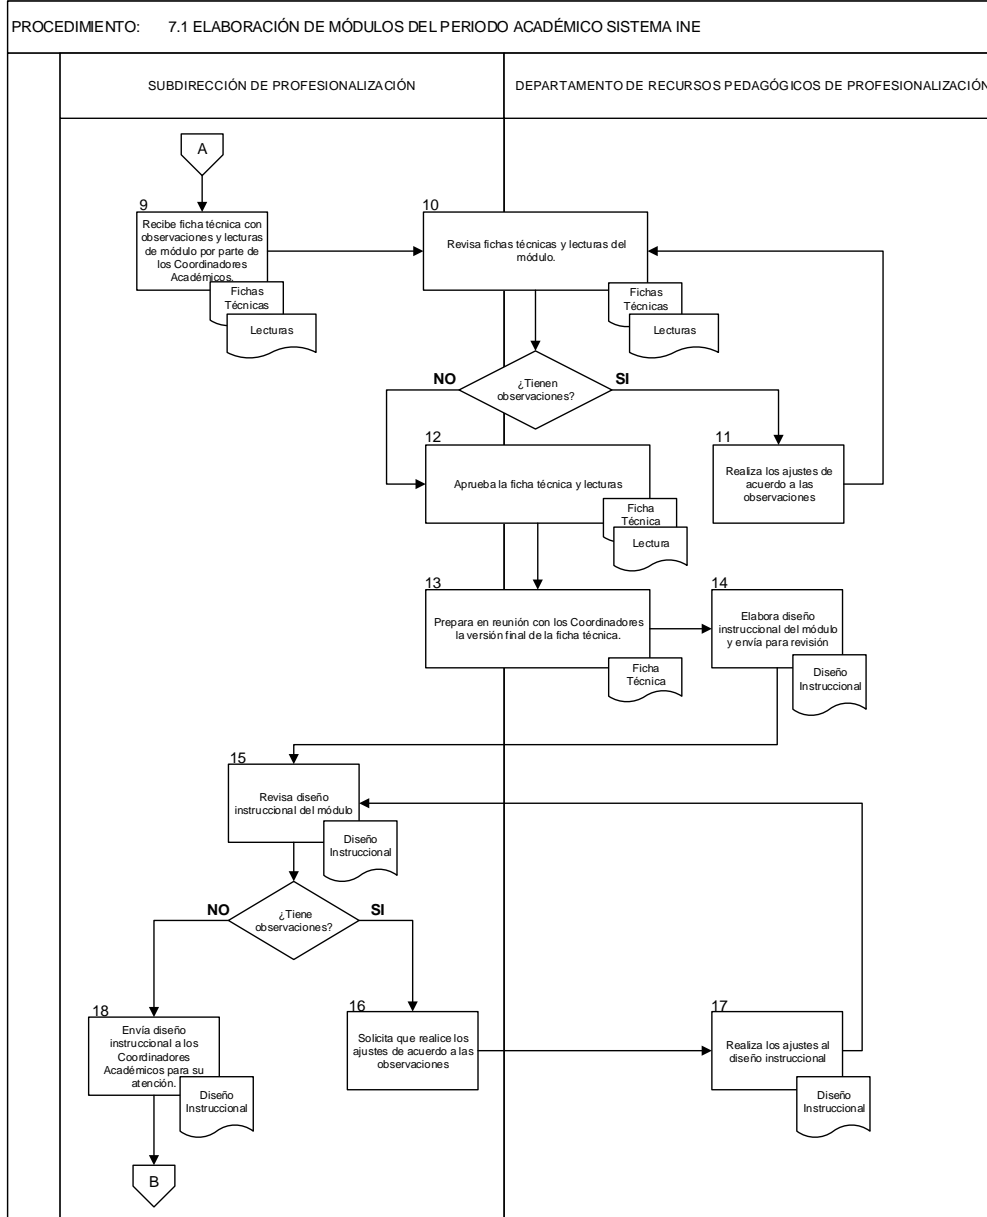 PROCEDIMIENTO: 7.1 ELABORACIÓN DE MÓDULOS DEL PERIODO ACADÉMICO SISTEMA INE
SUBDIRECCIÓN DE PROFESIONALIZACIÓN
DEPARTAMENTO DE RECURSOS PEDAGÓGICOS DE PROFESIONALIZACIÓN
A
9
Recibe ficha técnica con
observaciones y lecturas
de módulo por parte de
los Coordinadores
Académicos.
Fichas
Técnicas
Lecturas
10
Revisa fichas técnicas y lecturas del
módulo.
Fichas
Técnicas
Lecturas
NO
¿Tienen
observaciones?
SI
12
Aprueba la ficha técnica y lecturas
Ficha
Técnica
Lectura
11
Realiza los ajustes de
acuerdo a las
observaciones
13
Prepara en reunión con los Coordinadores
la versión final de la ficha técnica.
Ficha
Técnica
14
Elabora diseño
instruccional del módulo
y envía para revisión
Diseño
Instruccional
15
Revisa diseño
instruccional del módulo
Diseño
Instruccional
NO
¿Tiene
observaciones?
SI
18
Envía diseño
instruccional a los
Coordinadores
Académicos para su
atención.
Diseño
Instruccional
16
Solicita que realice los
ajustes de acuerdo a las
observaciones
17
Realiza los ajustes al
diseño instruccional
Diseño
Instruccional
B